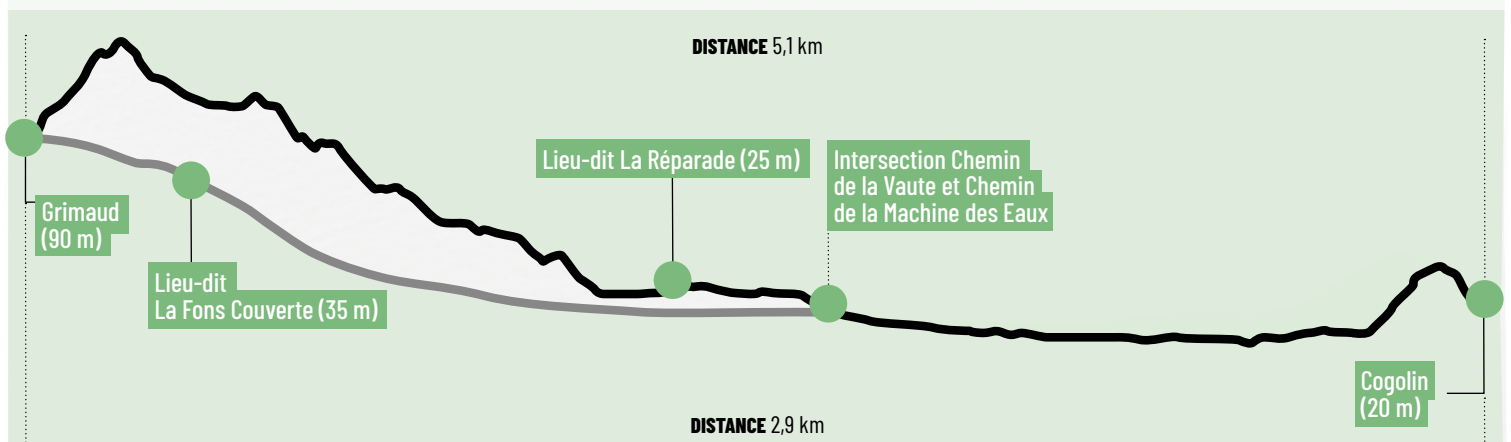 DISTANCE 5,1 km
Lieu-dit La Réparade (25 m)
Intersection Chemin
de la Vaute et Chemin
de la Machine des Eaux
Grimaud
(90 m)
Lieu-dit
La Fons Couverte (35 m)
Cogolin
(20 m)
DISTANCE 2,9 km